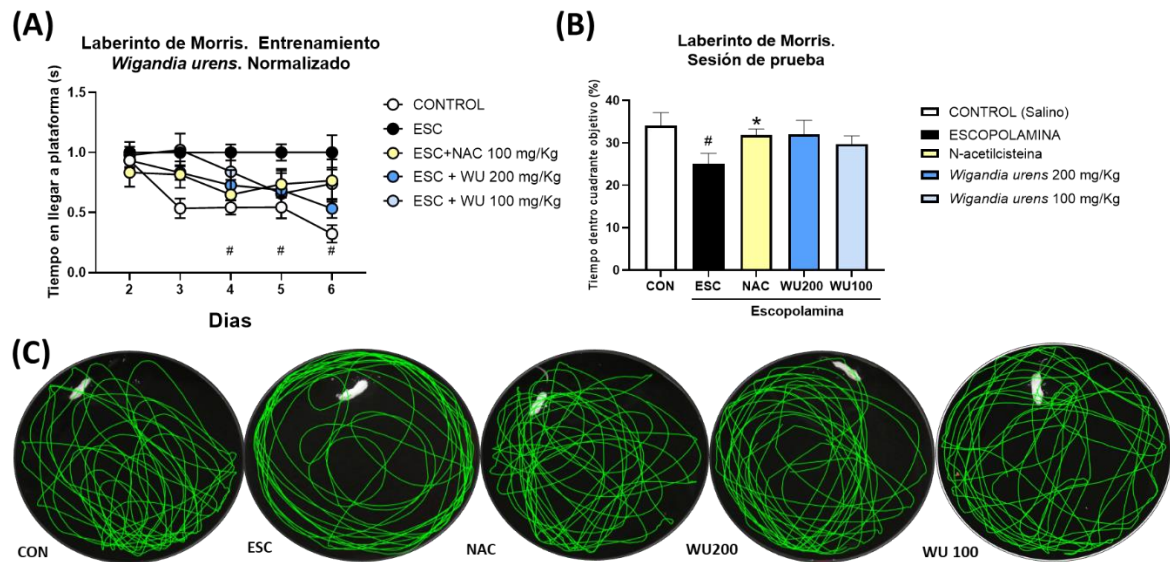 (A)
Laberinto de Morris. Entrenamiento
Wigandia urens. Normalizado
Tiempo en llegar a plataforma (s)
1.5
1.0
0.5
0.0
# # #
2 3 4 5 6
Dias
CONTROL
ESC
ESC+NAC 100 mg/Kg
ESC + WU 200 mg/Kg
ESC + WU 100 mg/Kg
(B)
Laberinto de Morris.
Sesión de prueba
Tiempo dentro cuadrante objetivo (%)
40
30
20
10
0
# *
CON ESC NAC WU200 WU100
Escopolamina
CONTROL (Salino)
ESCOPOLAMINA
N-acetilcisteina
Wigandia urens 200 mg/Kg
Wigandia urens 100 mg/Kg
(C)
CON ESC NAC WU200 WU 100